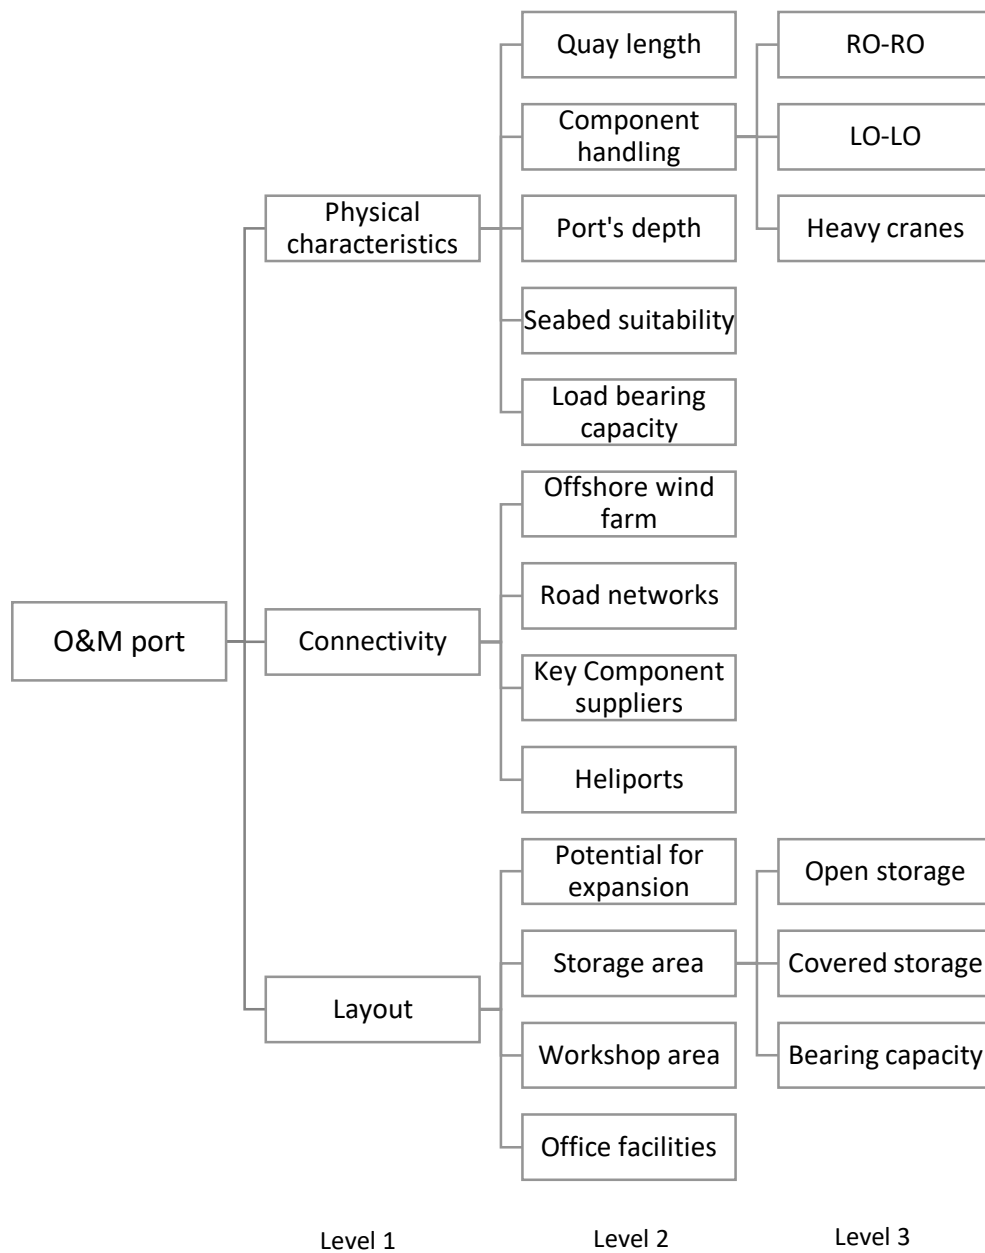 O&M port
Physical
characteristics
Quay length
Component
handling
RO-RO
LO-LO
Heavy cranes
Port's depth
Seabed suitability
Load bearing
capacity
Connectivity
Offshore wind
farm
Road networks
Key Component
suppliers
Heliports
Layout
Potential for
expansion
Storage area
Open storage
Covered storage
Bearing capacity
Workshop area
Office facilities
Level 1
Level 2
Level 3